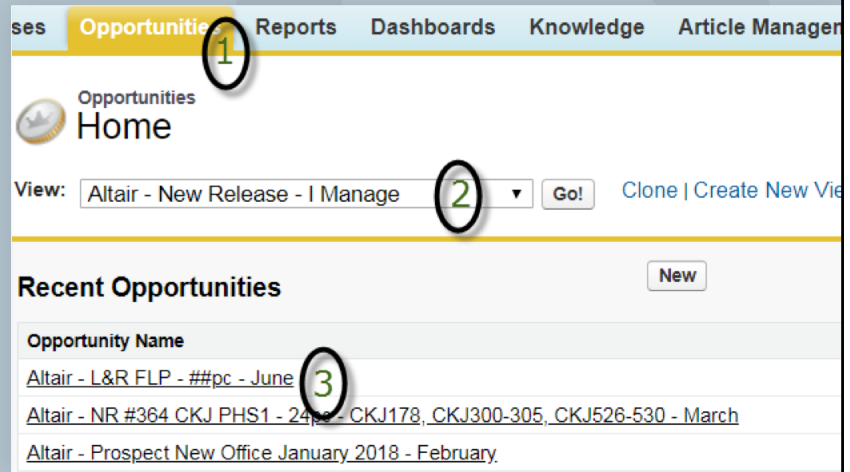 ses Opportunities Reports Dashboards Knowledge Article Manager
1
Opportunities
Home
View: Altair - New Release - I Manage 2 Go! Clone | Create New Vie
Recent Opportunities New
Opportunity Name
Altair - L&R FLP - ##pc - June 3
Altair - NR #364 CKJ PHS1 - 24pc - CKJ178, CKJ300-305, CKJ526-530 - March
Altair - Prospect New Office January 2018 - February